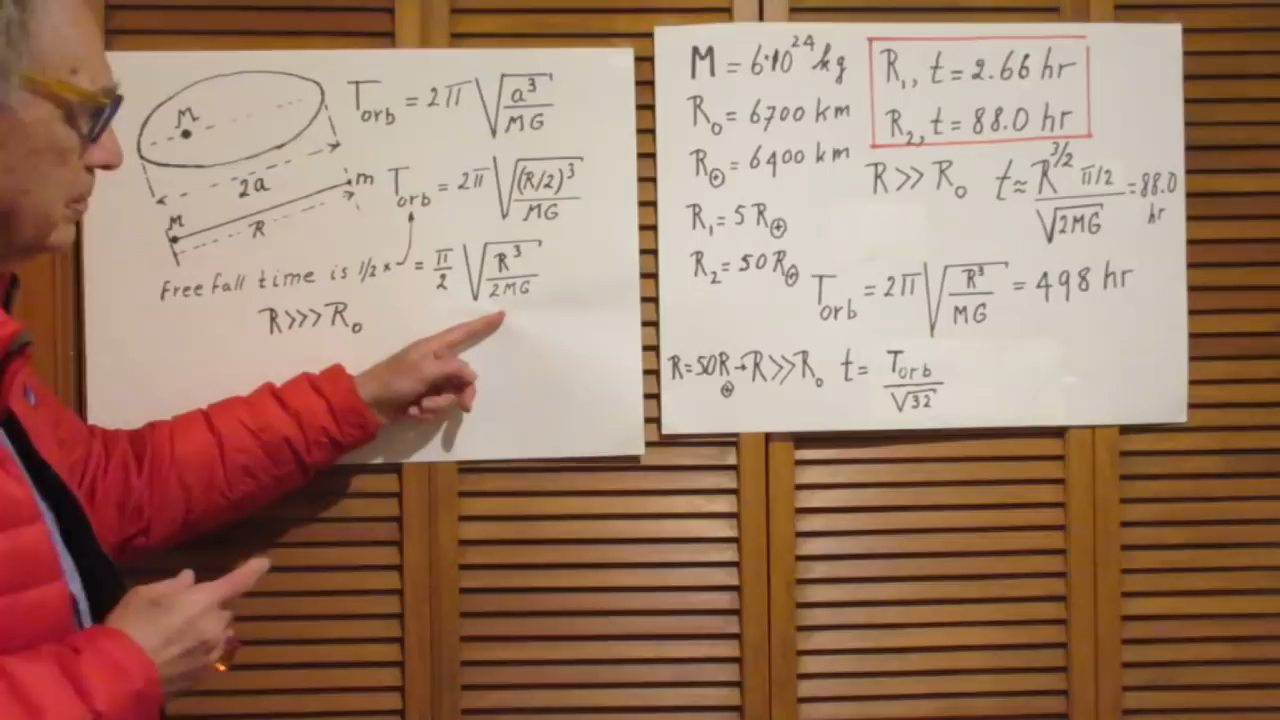 M
2a
M
m
R
T_orb = 2π √(a³/MG)
T_orb = 2π √((R/2)³/MG)
Free fall time is 1/2 × = π/2 √(R³/2MG)
R >>> R₀
M = 6·10²⁴ kg
R₀ = 6700 km
R⊕ = 6400 km
R₁ = 5 R⊕
R₂ = 50 R⊕
R₁, t = 2.66 hr
R₂, t = 88.0 hr
R >> R₀ t ≈ R^3/2 π/2 / √2MG = 88.0 hr
T_orb = 2π √(R³/MG) = 498 hr
R = 50R⊕ → R >> R₀ t = T_orb/√32